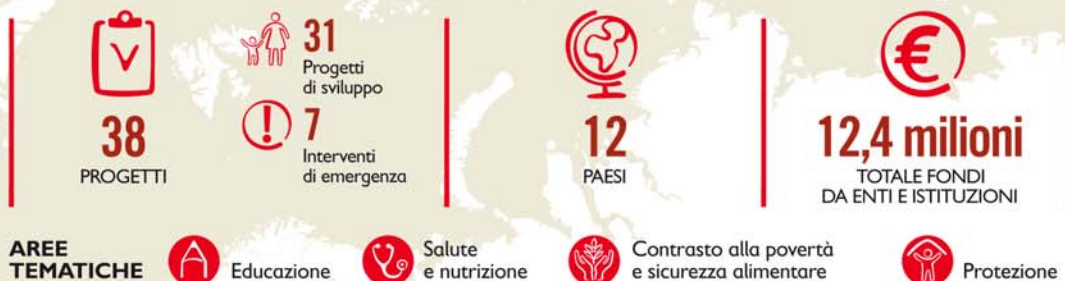 38
PROGETTI
31
Progetti
di sviluppo
7
Interventi
di emergenza
12
PAESI
12,4 milioni
TOTALE FONDI
DA ENTI E ISTITUZIONI
AREE
TEMATICHE
Educazione
Salute
e nutrizione
Contrasto alla povertà
e sicurezza alimentare
Protezione